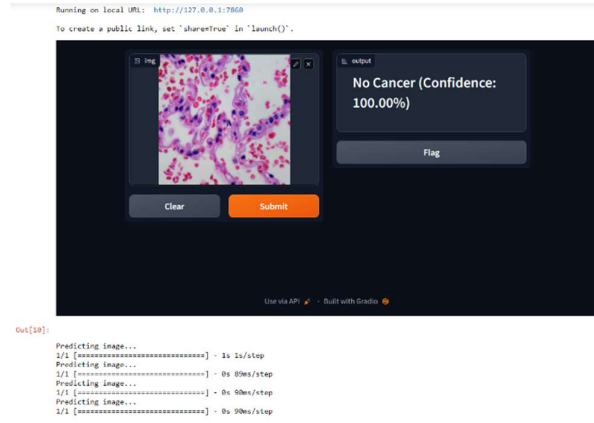 Running on local URL: http://127.0.0.1:7860
To create a public link, set `share=True` in `launch()`.
img
output
No Cancer (Confidence:
100.00%)
Flag
Clear
Submit
Use via API · Built with Gradio
Out[10]:
Predicting image...
1/1 [==============================] - 1s 1s/step
Predicting image...
1/1 [==============================] - 0s 89ms/step
Predicting image...
1/1 [==============================] - 0s 90ms/step
Predicting image...
1/1 [==============================] - 0s 90ms/step